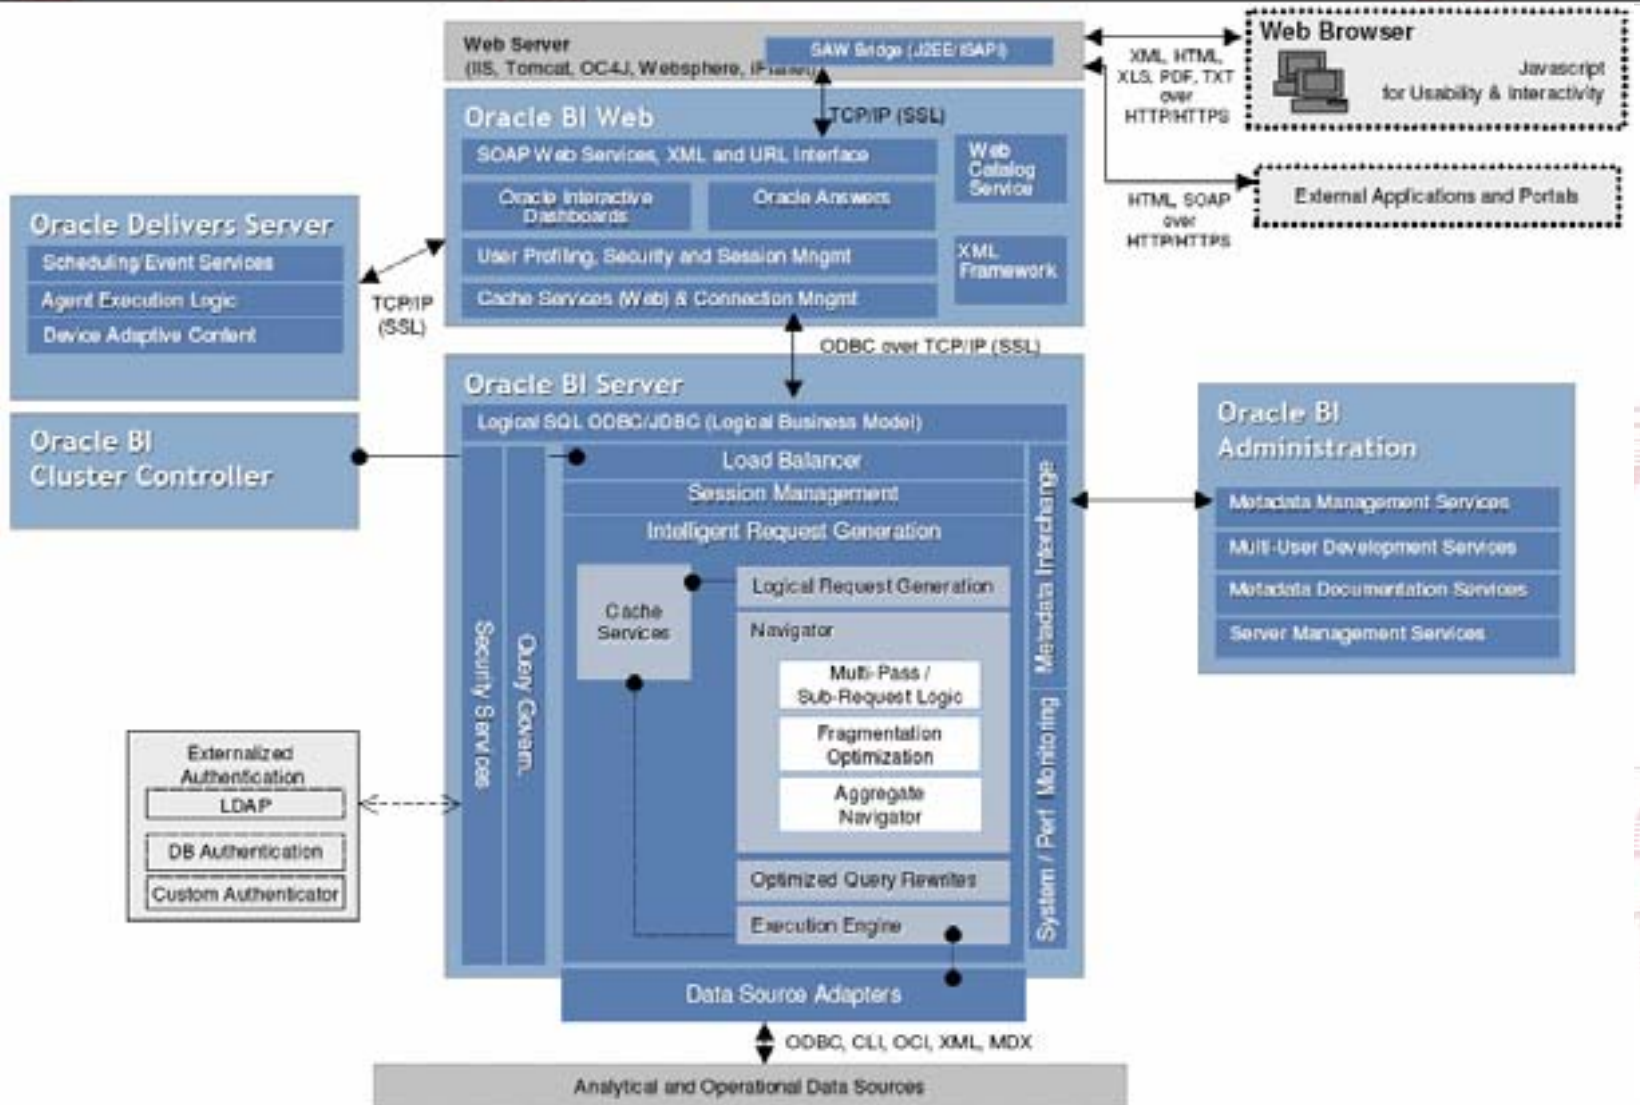 Web Server
(IIS, Tomcat, OC4J, Websphere, iPlanet)
SAW Bridge (J2EE/ISAPI)
Web Browser
Javascript
for Usability & Interactivity
XML, HTML,
XLS, PDF, TXT
over
HTTP/HTTPS
TCP/IP (SSL)
Oracle BI Web
SOAP Web Services, XML and URL Interface
Web
Catalog
Service
Oracle Interactive
Dashboards
Oracle Answers
User Profiling, Security and Session Mngmt
XML
Framework
Cache Services (Web) & Connection Mngmt
External Applications and Portals
HTML, SOAP
over
HTTP/HTTPS
Oracle Delivers Server
Scheduling/Event Services
Agent Execution Logic
Device Adaptive Content
TCP/IP
(SSL)
ODBC over TCP/IP (SSL)
Oracle BI
Cluster Controller
Oracle BI Server
Logical SQL ODBC/JDBC (Logical Business Model)
Load Balancer
Session Management
Intelligent Request Generation
Cache
Services
Logical Request Generation
Navigator
Multi-Pass /
Sub-Request Logic
Fragmentation
Optimization
Aggregate
Navigator
Optimized Query Rewrites
Execution Engine
Security Services
Query Govern.
Metadata Interchange
System / Perf Monitoring
Oracle BI
Administration
Metadata Management Services
Multi-User Development Services
Metadata Documentation Services
Server Management Services
Externalized
Authentication
LDAP
DB Authentication
Custom Authenticator
Data Source Adapters
ODBC, CLI, OCI, XML, MDX
Analytical and Operational Data Sources